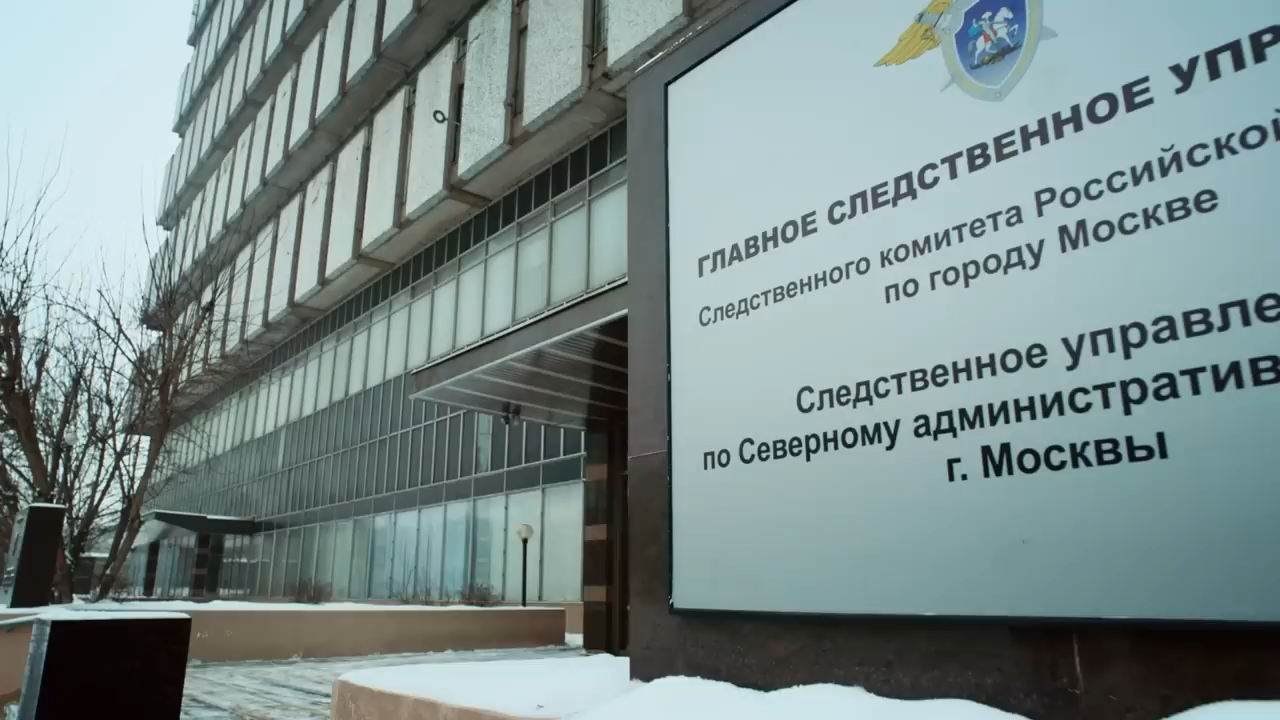 ГЛАВНОЕ СЛЕДСТВЕННОЕ УПР
Следственного комитета Российской
по городу Москве
Следственное управле
по Северному административ
г. Москвы